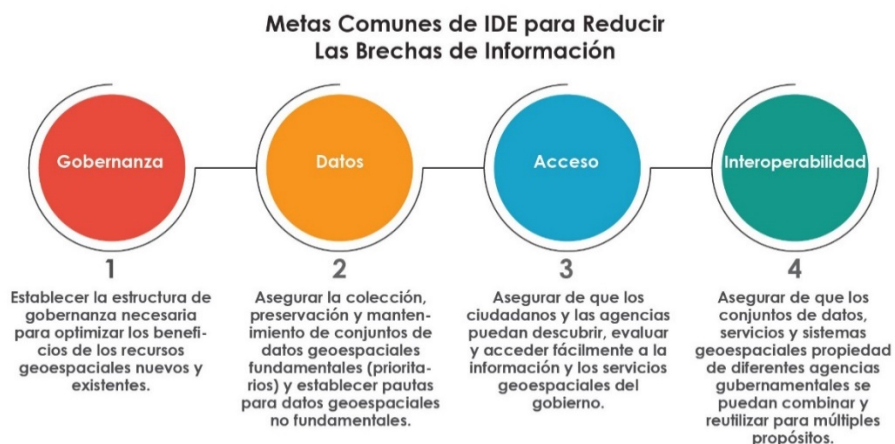 Metas Comunes de IDE para Reducir
Las Brechas de Información
Gobernanza
Datos
Acceso
Interoperabilidad
1
Establecer la estructura de
gobernanza necesaria
para optimizar los benefi-
cios de los recursos
geoespaciales nuevos y
existentes.
2
Asegurar la colección,
preservación y manten-
imiento de conjuntos de
datos geoespaciales
fundamentales (priorita-
rios) y establecer pautas
para datos geoespaciales
no fundamentales.
3
Asegurar de que los
ciudadanos y las agencias
puedan descubrir, evaluar
y acceder fácilmente a la
información y los servicios
geoespaciales del
gobierno.
4
Asegurar de que los
conjuntos de datos,
servicios y sistemas
geoespaciales propiedad
de diferentes agencias
gubernamentales se
puedan combinar y
reutilizar para múltiples
propósitos.